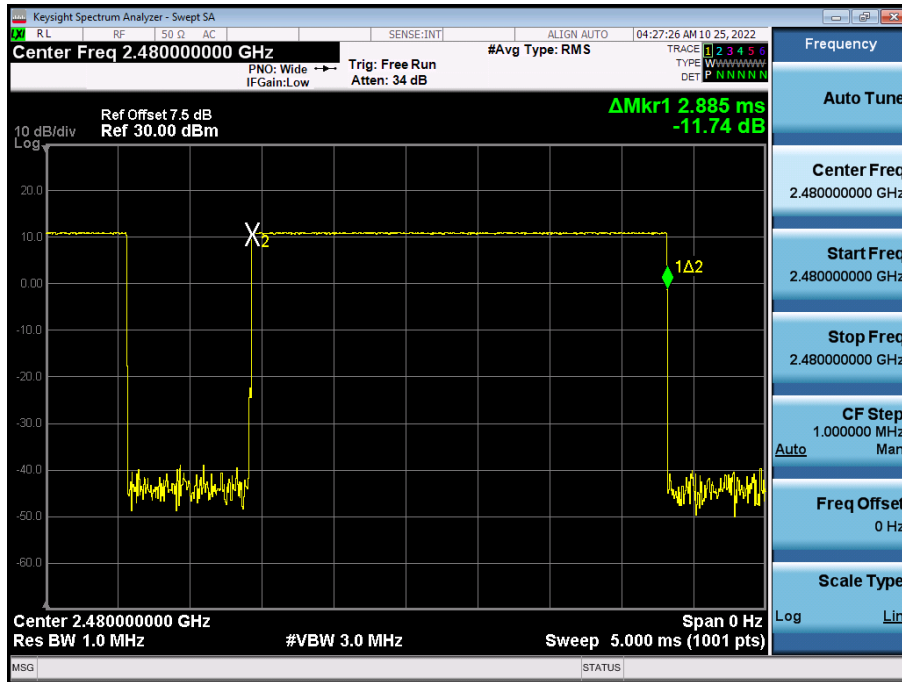 Keysight Spectrum Analyzer - Swept SA
LXI RL RF 50 Ω AC SENSE:INT ALIGN AUTO 04:27:26 AM 10 25, 2022
Center Freq 2.480000000 GHz
PNO: Wide
IFGain:Low
Trig: Free Run
Atten: 34 dB
#Avg Type: RMS
TRACE 1 2 3 4 5 6
TYPE WWWWWW
DET P N N N N N
ΔMkr1 2.885 ms
-11.74 dB
Ref Offset 7.5 dB
10 dB/div Ref 30.00 dBm
Log
20.0
10.0
0.00
-10.0
-20.0
-30.0
-40.0
-50.0
-60.0
2
1Δ2
Center 2.480000000 GHz Span 0 Hz
Res BW 1.0 MHz #VBW 3.0 MHz Sweep 5.000 ms (1001 pts)
MSG STATUS
Frequency
Auto Tune
Center Freq
2.480000000 GHz
Start Freq
2.480000000 GHz
Stop Freq
2.480000000 GHz
CF Step
1.000000 MHz
Auto Man
Freq Offset
0 Hz
Scale Type
Log Lin